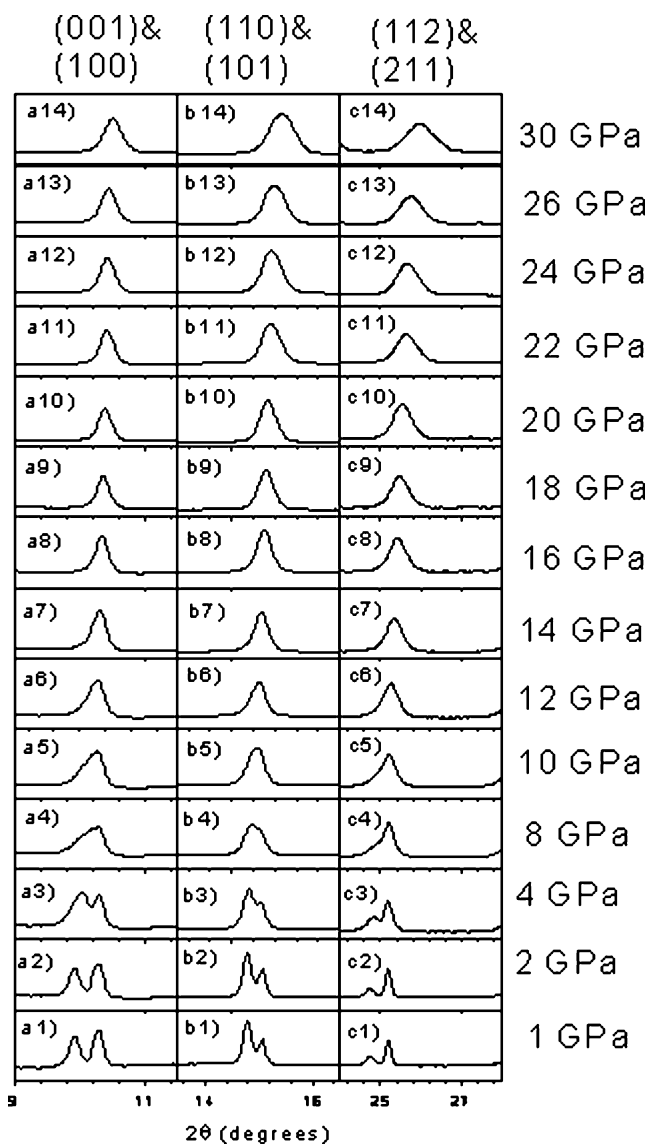 (001)& (110)& (112)&
(100) (101) (211)
a14) b14) c14) 30 GPa
a13) b13) c13) 26 GPa
a12) b12) c12) 24 GPa
a11) b11) c11) 22 GPa
a10) b10) c10) 20 GPa
a9) b9) c9) 18 GPa
a8) b8) c8) 16 GPa
a7) b7) c7) 14 GPa
a6) b6) c6) 12 GPa
a5) b5) c5) 10 GPa
a4) b4) c4) 8 GPa
a3) b3) c3) 4 GPa
a2) b2) c2) 2 GPa
a1) b1) c1) 1 GPa
9 11 14 16 25 27
2θ (degrees)